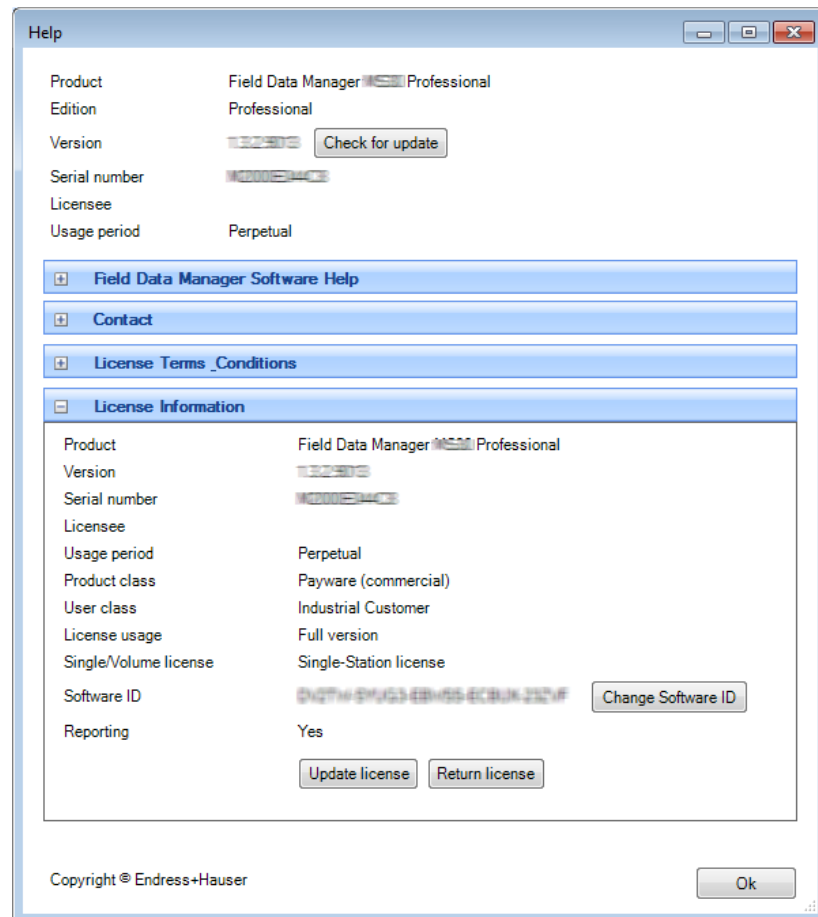 Help
Product Field Data Manager Professional
Edition Professional
Version Check for update
Serial number
Licensee
Usage period Perpetual
Field Data Manager Software Help
Contact
License Terms _Conditions
License Information
Product Field Data Manager Professional
Version
Serial number
Licensee
Usage period Perpetual
Product class Payware (commercial)
User class Industrial Customer
License usage Full version
Single/Volume license Single-Station license
Software ID Change Software ID
Reporting Yes
Update license Return license
Copyright © Endress+Hauser Ok